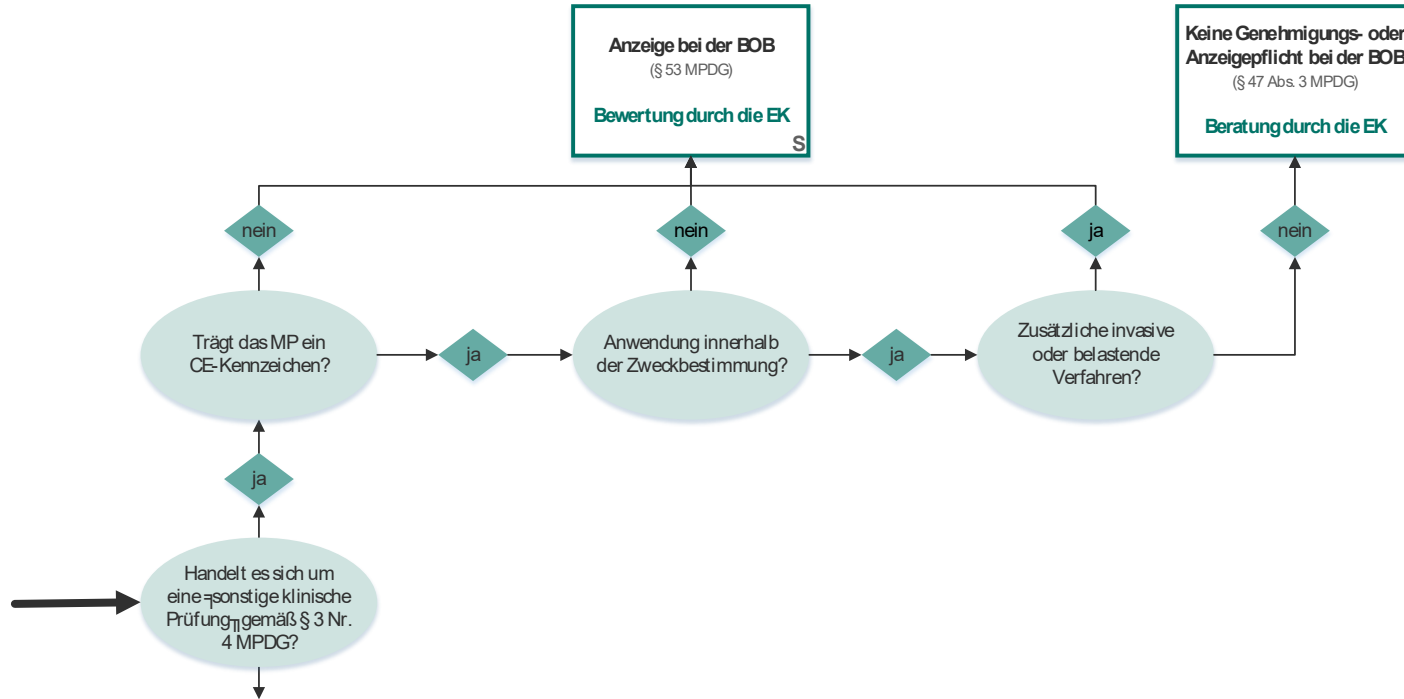 Anzeige bei der BOB
(§ 53 MPDG)
Bewertung durch die EK
S
Keine Genehmigungs- oder
Anzeigepflicht bei der BOB
(§ 47 Abs. 3 MPDG)
Beratung durch die EK
nein
nein
ja
nein
Trägt das MP ein
CE-Kennzeichen?
ja
Anwendung innerhalb
der Zweckbestimmung?
ja
Zusätzliche invasive
oder belastende
Verfahren?
ja
Handelt es sich um
eine ╕sonstige klinische
Prüfung╖ gemäß § 3 Nr.
4 MPDG?